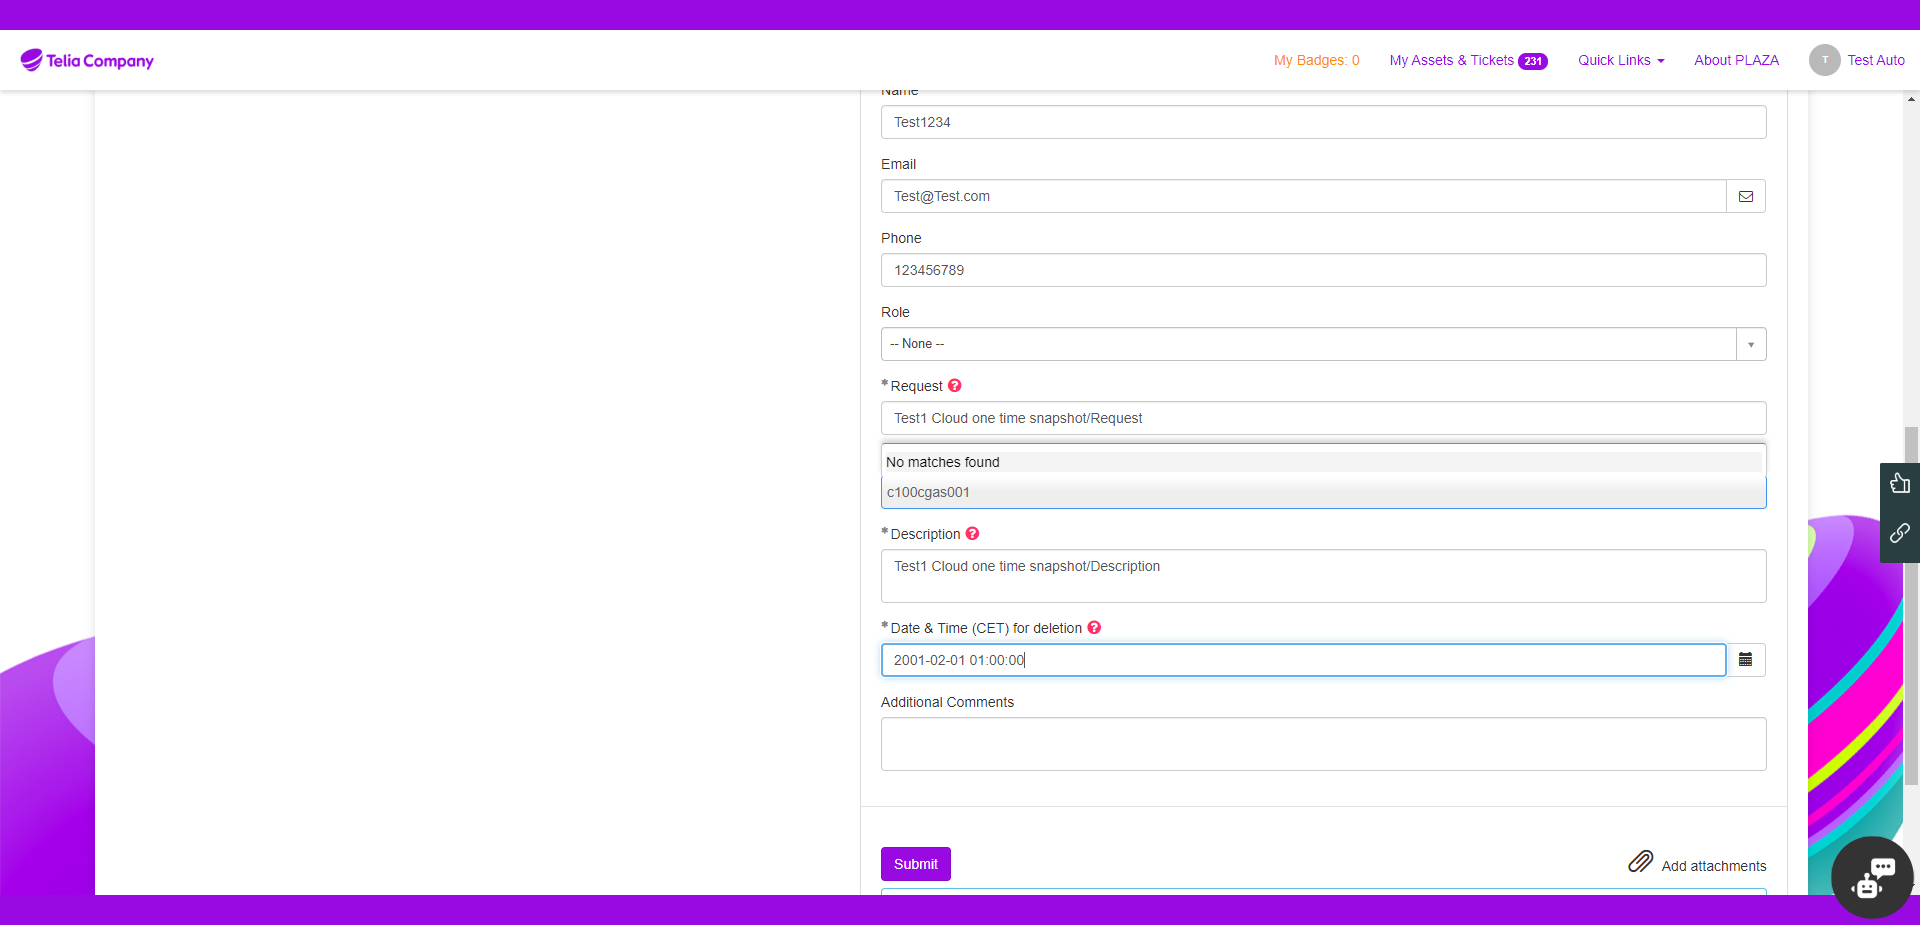 Telia Company
My Badges: 0
My Assets & Tickets 231
Quick Links
About PLAZA
T
Test Auto
Name
Test1234
Email
Test@Test.com
Phone
123456789
Role
-- None --
* Request ?
Test1 Cloud one time snapshot/Request
No matches found
c100cgas001
* Description ?
Test1 Cloud one time snapshot/Description
* Date & Time (CET) for deletion ?
2001-02-01 01:00:00
Additional Comments
Submit
Add attachments